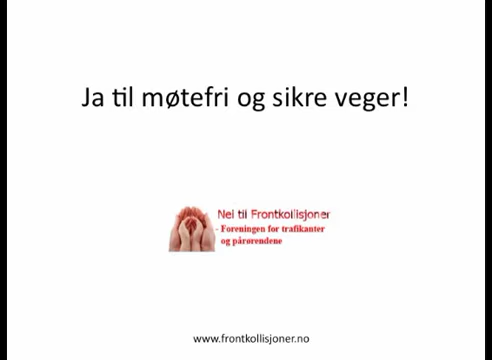 Ja til møtefri og sikre veger!
Nei til Frontkollisjoner
- Foreningen for trafikanter
og pårørendene
www.frontkollisjoner.no